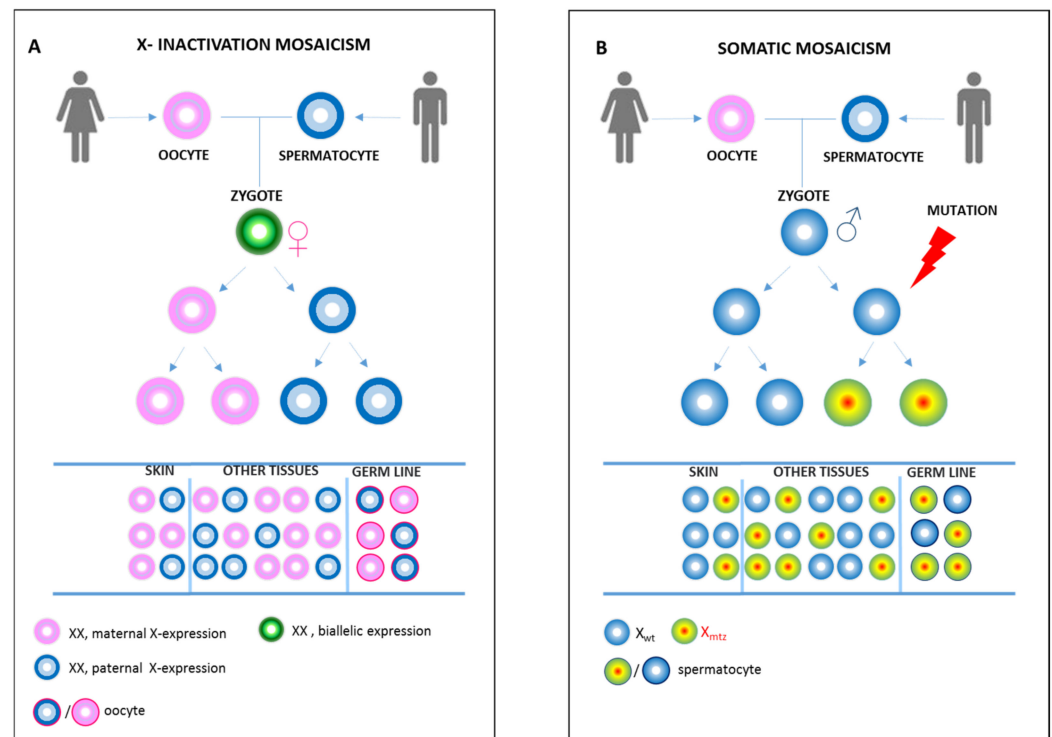 A
X- INACTIVATION MOSAICISM
OOCYTE
SPERMATOCYTE
ZYGOTE
SKIN
OTHER TISSUES
GERM LINE
XX, maternal X-expression
XX , biallelic expression
XX, paternal X-expression
/
oocyte
B
SOMATIC MOSAICISM
OOCYTE
SPERMATOCYTE
ZYGOTE
MUTATION
SKIN
OTHER TISSUES
GERM LINE
Xwt
Xmtz
/
spermatocyte